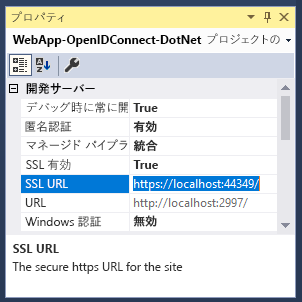 プロパティ
WebApp-OpenIDConnect-DotNet プロジェクトの
開発サーバー
デバッグ時に常に開 True
匿名認証 有効
マネージド パイプラ 統合
SSL 有効 True
SSL URL https://localhost:44349/
URL http://localhost:2997/
Windows 認証 無効
SSL URL
The secure https URL for the site